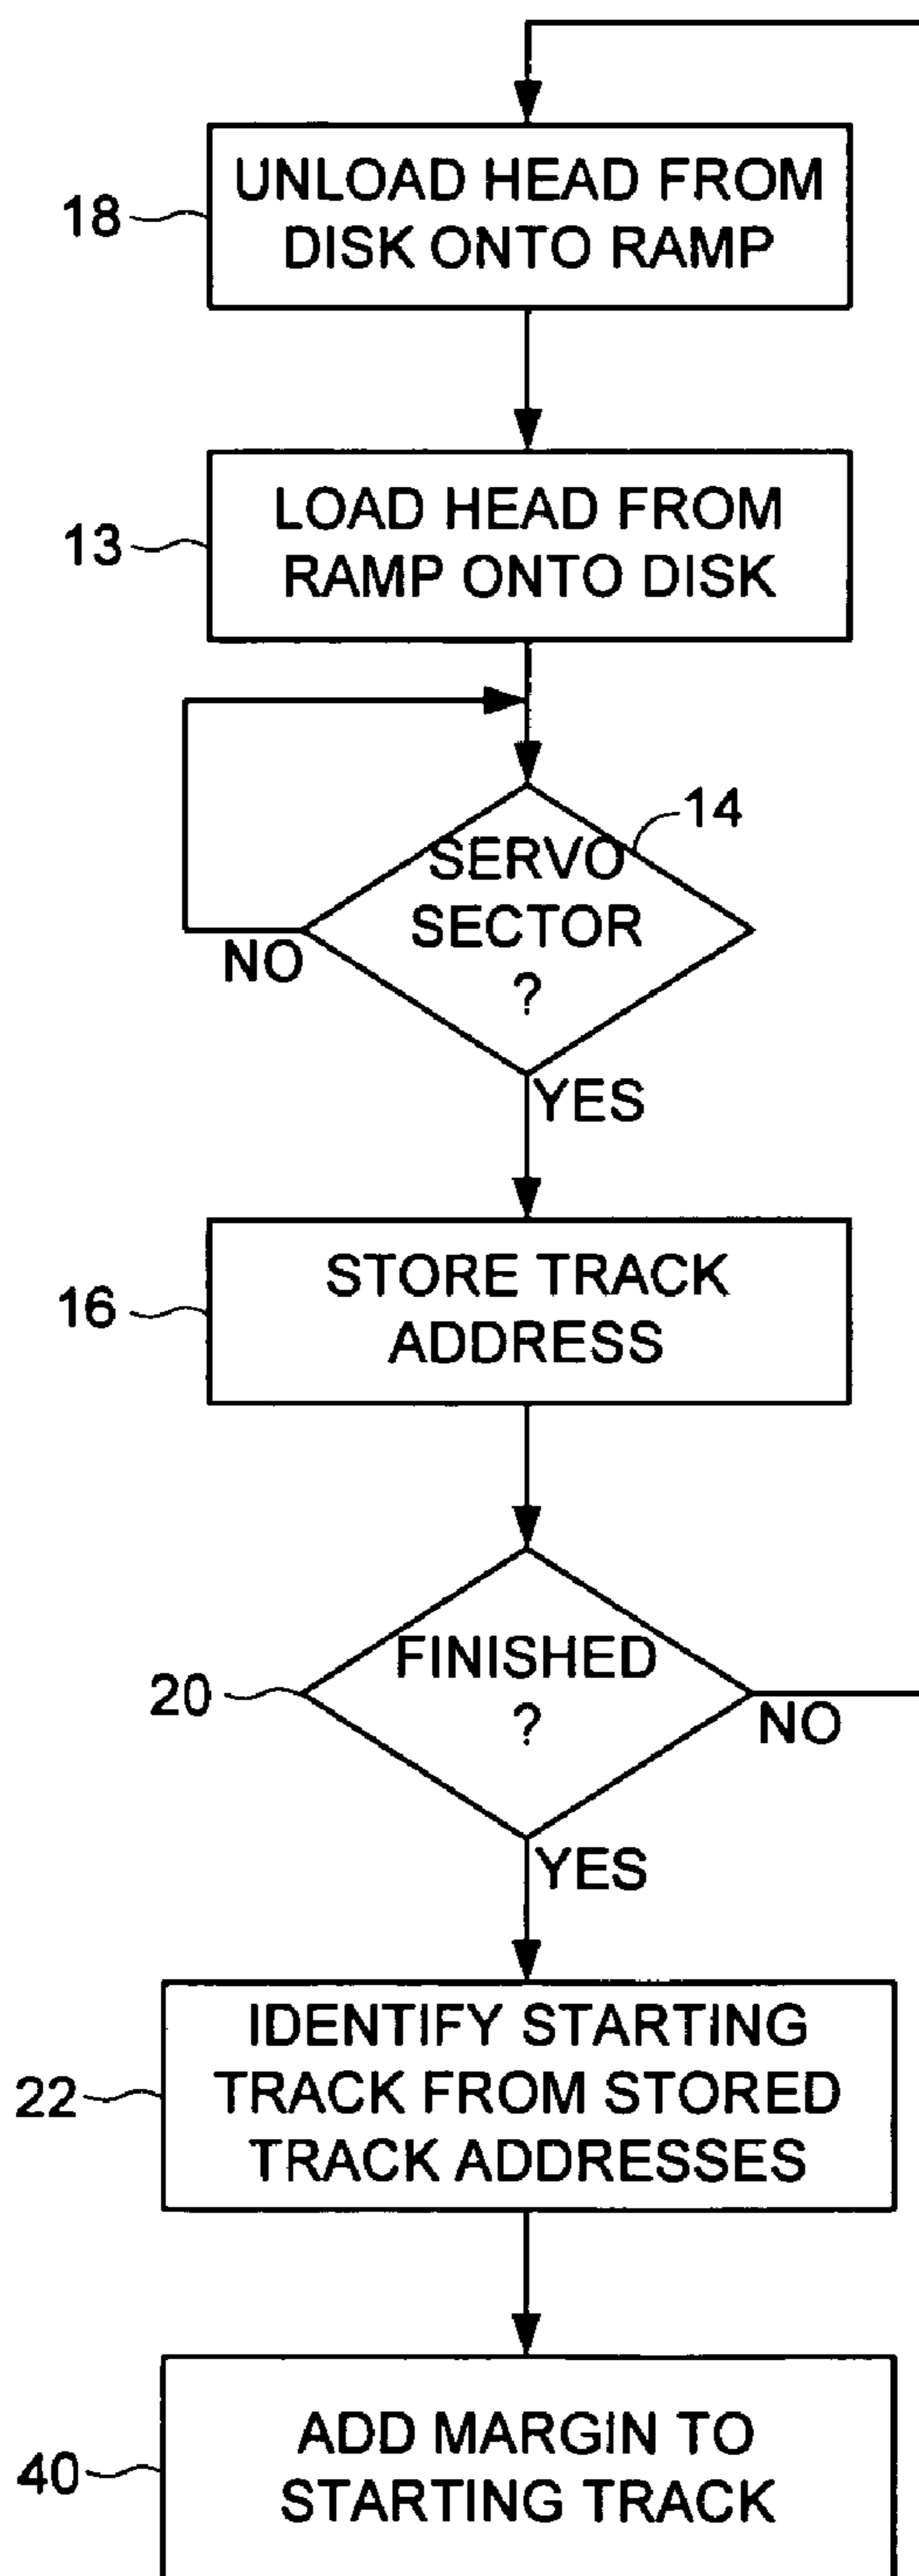 18
UNLOAD HEAD FROM
DISK ONTO RAMP
13
LOAD HEAD FROM
RAMP ONTO DISK
14
SERVO
SECTOR
?
NO
YES
16
STORE TRACK
ADDRESS
20
FINISHED
?
NO
YES
22
IDENTIFY STARTING
TRACK FROM STORED
TRACK ADDRESSES
40
ADD MARGIN TO
STARTING TRACK